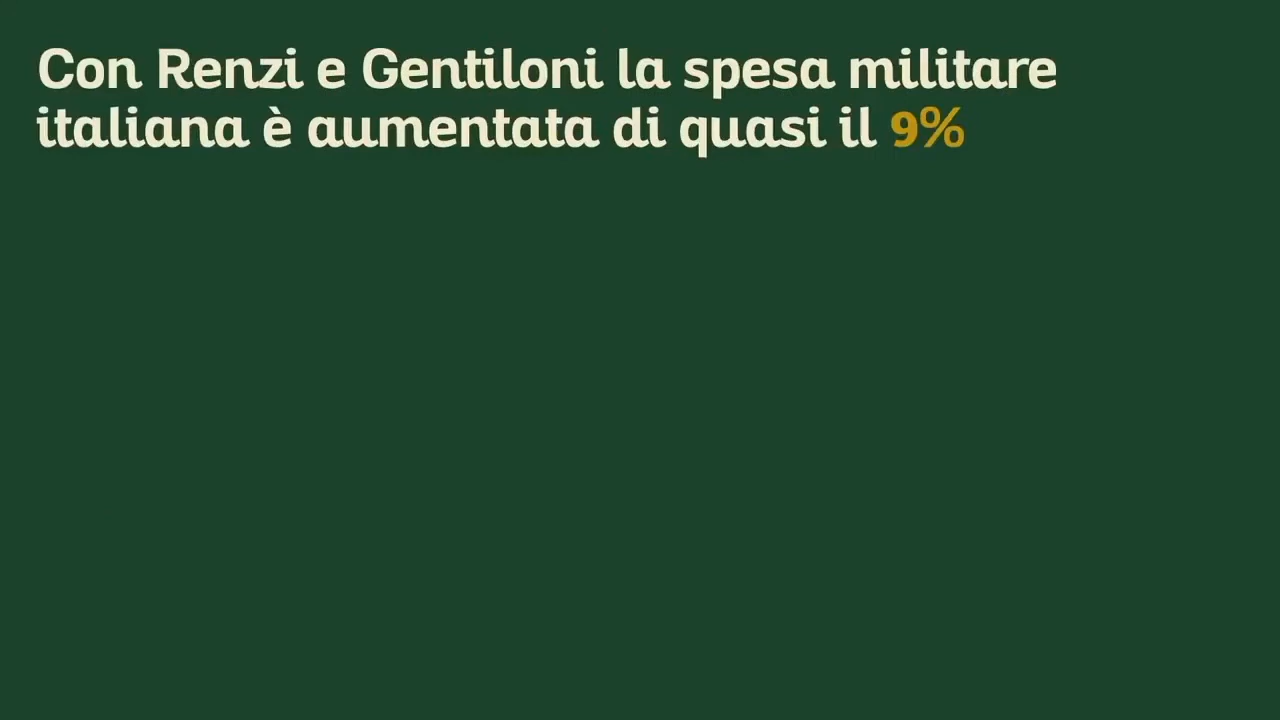 Con Renzi e Gentiloni la spesa militare
italiana è aumentata di quasi il 9%